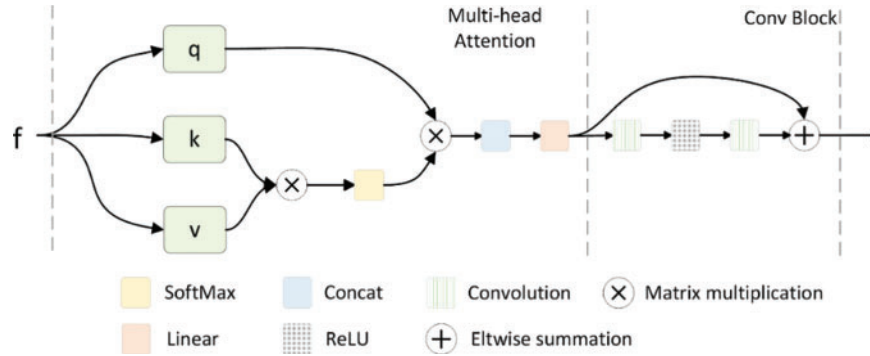 Multi-head
Attention
Conv Block
q
f
k
v
SoftMax
Concat
Convolution
Matrix multiplication
Linear
ReLU
Eltwise summation